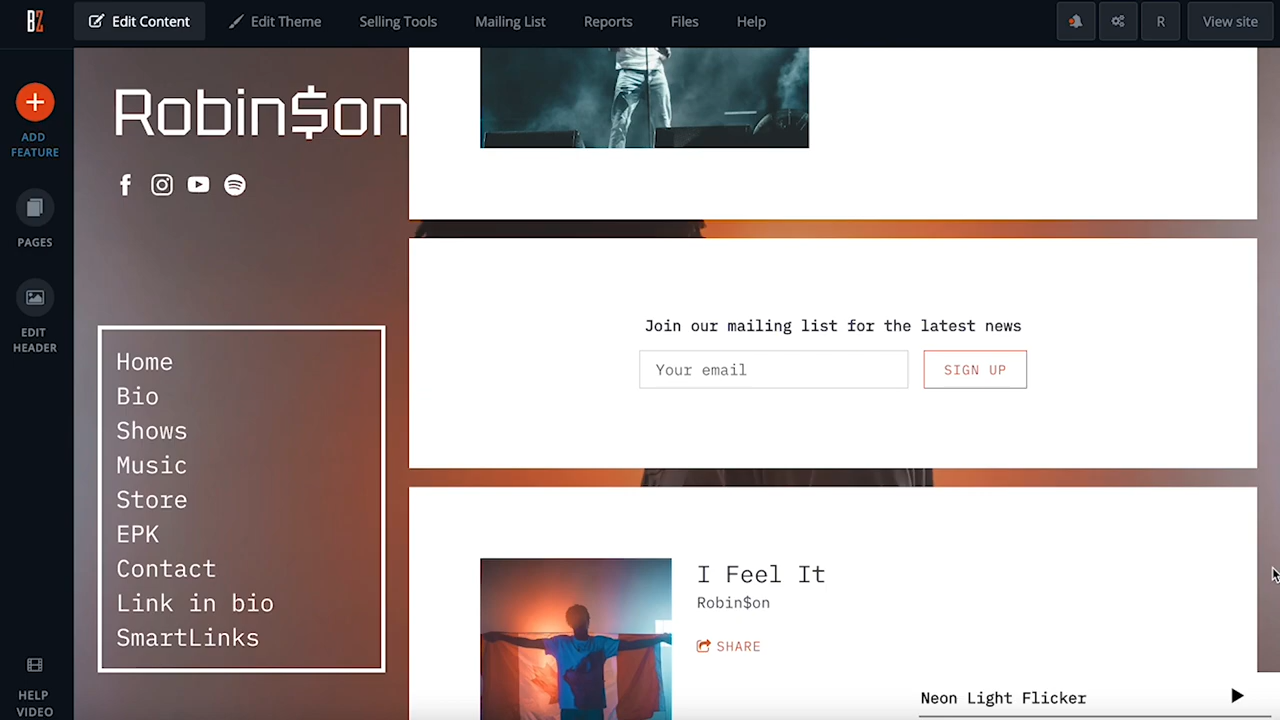 BZ
Edit Content
Edit Theme
Selling Tools
Mailing List
Reports
Files
Help
R
View site
ADD
FEATURE
PAGES
EDIT
HEADER
HELP
VIDEO
Robin$on
Home
Bio
Shows
Music
Store
EPK
Contact
Link in bio
SmartLinks
Join our mailing list for the latest news
Your email
SIGN UP
I Feel It
Robin$on
SHARE
Neon Light Flicker